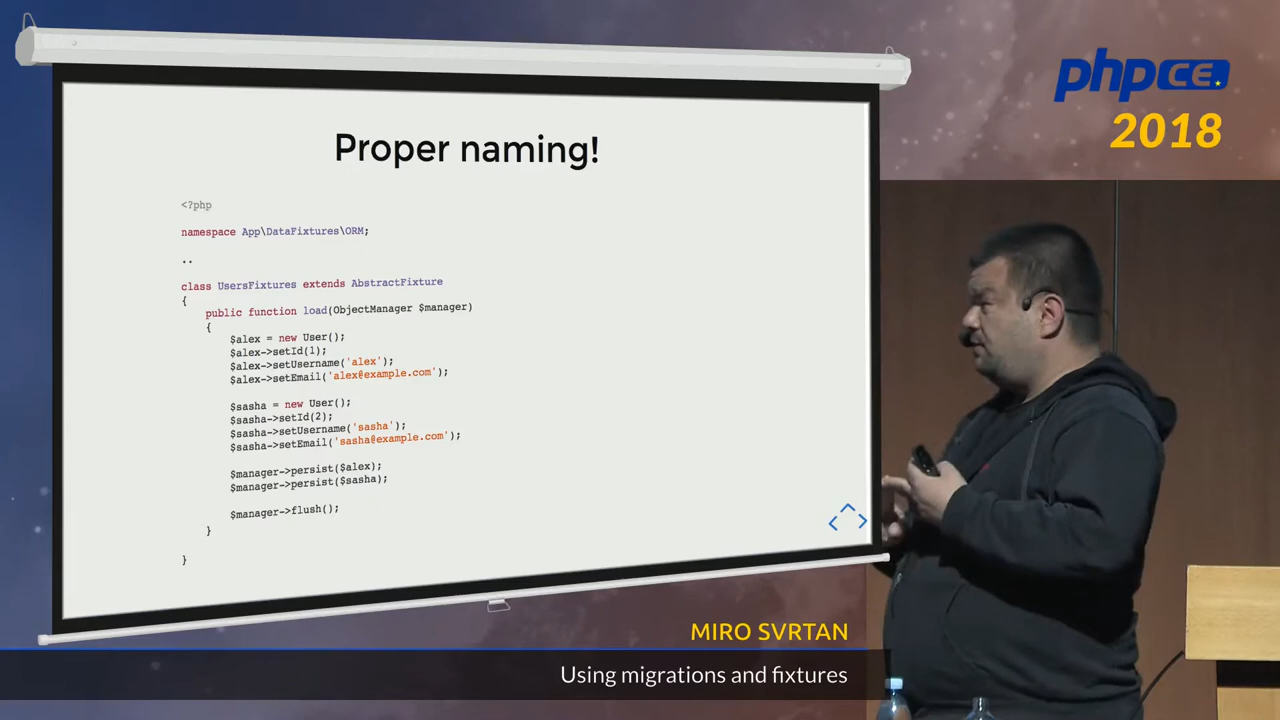 phpCE
2018
Proper naming!
<?php
namespace App\DataFixtures\ORM;
..
class UsersFixtures extends AbstractFixture
{
public function load(ObjectManager $manager)
{
$alex = new User();
$alex->setId(1);
$alex->setUsername('alex');
$alex->setEmail('alex@example.com');
$sasha = new User();
$sasha->setId(2);
$sasha->setUsername('sasha');
$sasha->setEmail('sasha@example.com');
$manager->persist($alex);
$manager->persist($sasha);
$manager->flush();
}
}
MIRO SVRTAN
Using migrations and fixtures